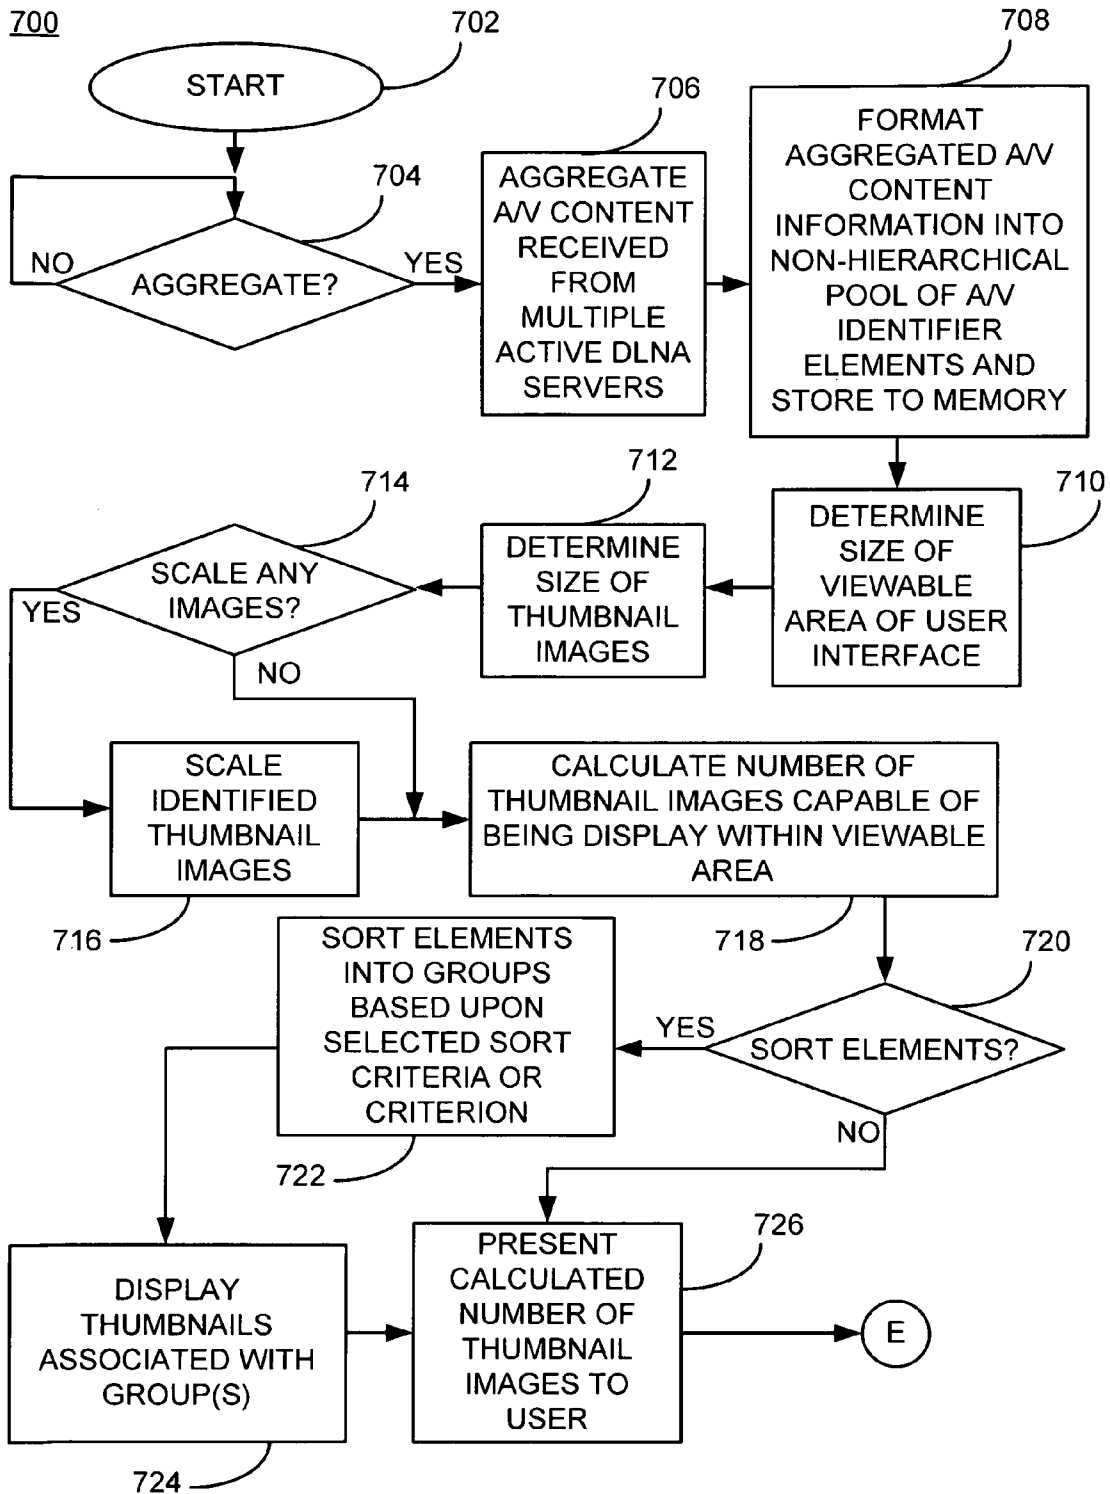 700
702
START
704
AGGREGATE?
NO
YES
706
AGGREGATE
A/V CONTENT
RECEIVED
FROM
MULTIPLE
ACTIVE DLNA
SERVERS
708
FORMAT
AGGREGATED A/V
CONTENT
INFORMATION INTO
NON-HIERARCHICAL
POOL OF A/V
IDENTIFIER
ELEMENTS AND
STORE TO MEMORY
710
DETERMINE
SIZE OF
VIEWABLE
AREA OF USER
INTERFACE
712
DETERMINE
SIZE OF
THUMBNAIL
IMAGES
714
SCALE ANY
IMAGES?
YES
NO
SCALE
IDENTIFIED
THUMBNAIL
IMAGES
716
CALCULATE NUMBER OF
THUMBNAIL IMAGES CAPABLE OF
BEING DISPLAY WITHIN VIEWABLE
AREA
718
720
SORT ELEMENTS?
YES
NO
SORT ELEMENTS
INTO GROUPS
BASED UPON
SELECTED SORT
CRITERIA OR
CRITERION
722
DISPLAY
THUMBNAILS
ASSOCIATED WITH
GROUP(S)
724
726
PRESENT
CALCULATED
NUMBER OF
THUMBNAIL
IMAGES TO
USER
E